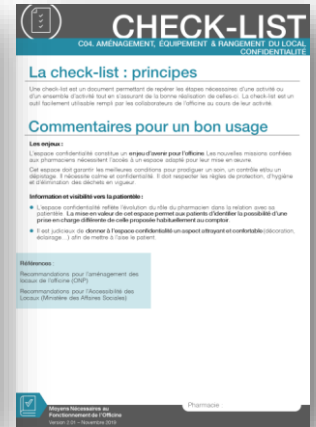 CHECK-LIST
C04. AMÉNAGEMENT, ÉQUIPEMENT & RANGEMENT DU LOCAL
CONFIDENTIALITÉ
La check-list : principes
Une check-list est un document permettant de repérer les étapes nécessaires d'une activité ou
d'un ensemble d'activité tout en s'assurant de la bonne réalisation de celles-ci. La check-list est un
outil facilement utilisable rempli par les collaborateurs de l'officine au cours de leur activité.
Commentaires pour un bon usage
Les enjeux :
L'espace confidentialité constitue un enjeu d'avenir pour l'officine. Les nouvelles missions confiées
aux pharmaciens nécessitent l'accès à un espace adapté pour leur mise en œuvre.
Cet espace doit garantir les meilleures conditions pour prodiguer un soin, un contrôle et/ou un
dépistage. Il nécessite calme et confidentialité. Il doit respecter les règles de protection, d'hygiène
et d'élimination des déchets en vigueur.
Information et visibilité vers la patientèle :
L'espace confidentialité reflète l'évolution du rôle du pharmacien dans la relation avec sa
patientèle. La mise en valeur de cet espace permet aux patients d'identifier la possibilité d'une
prise en charge différente de celle proposée habituellement au comptoir.
Il est judicieux de donner à l'espace confidentialité un aspect attrayant et confortable (décoration,
éclairage...) afin de mettre à l'aise le patient.
Références :
Recommandations pour l'aménagement des
locaux de l'officine (ONP)
Recommandations pour l'Accessibilité des
Locaux (Ministère des Affaires Sociales)
Moyens Nécessaires au
Fonctionnement de l'Officine
Version 2.01 – Novembre 2019
Pharmacie :